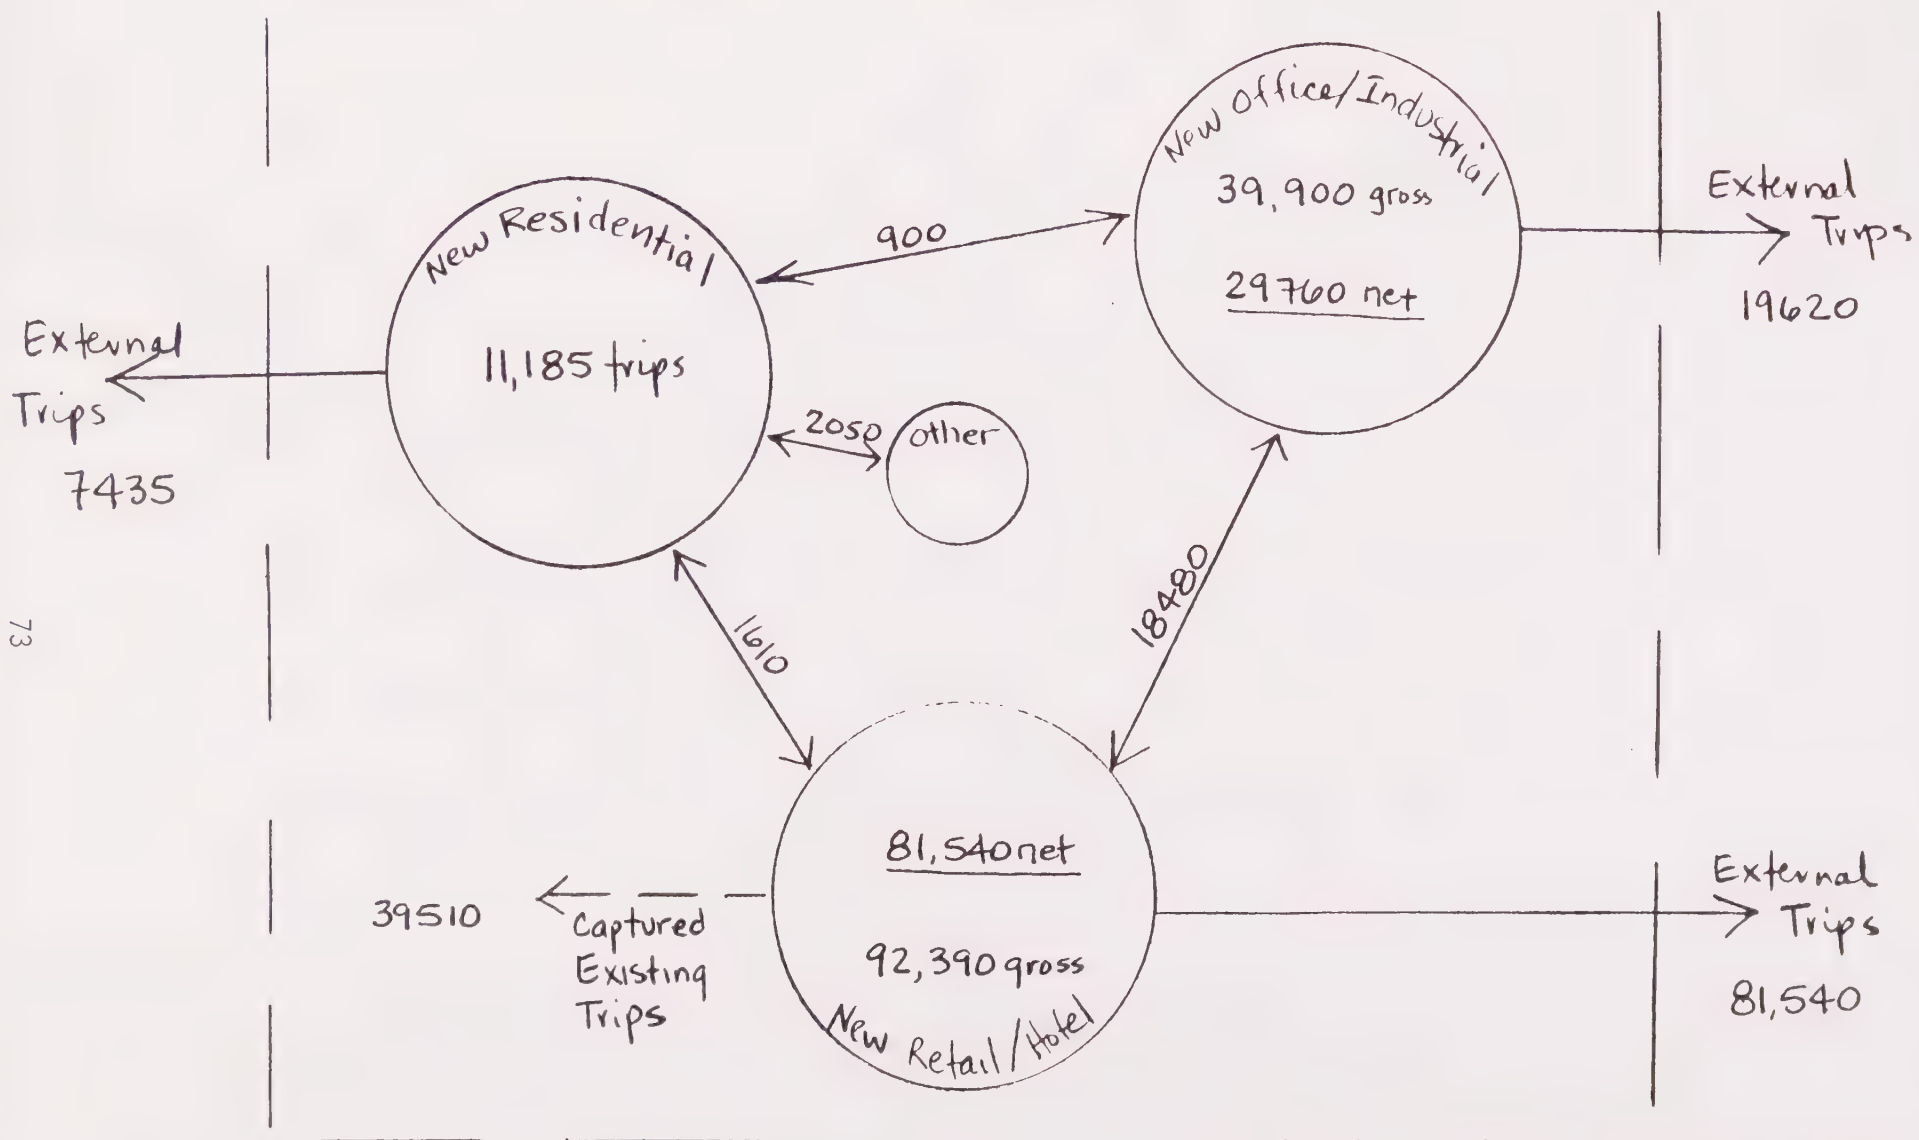 New Office/Industrial
39,900 gross
29760 net
External
Trips
19620
New Residential
11,185 trips
900
External
Trips
7435
2050
other
1610
18480
73
81,540 net
92,390 gross
New Retail/Hotel
39510
Captured
Existing
Trips
External
Trips
81,540